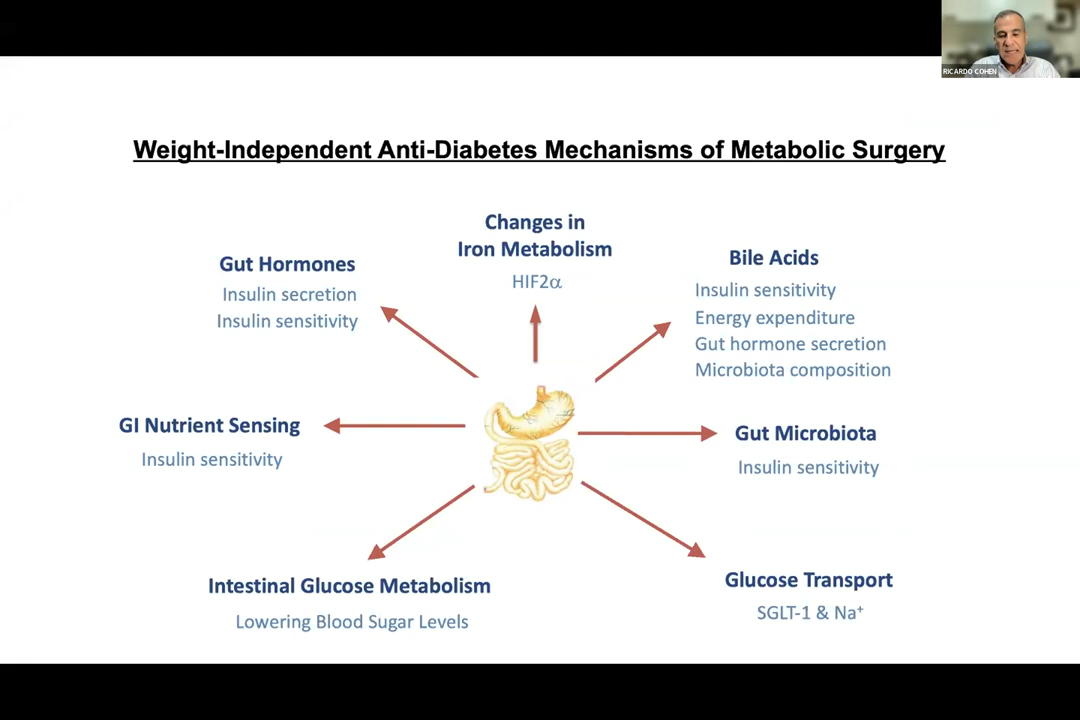 RICARDO COHEN
Weight-Independent Anti-Diabetes Mechanisms of Metabolic Surgery
Changes in
Iron Metabolism
HIF2α
Gut Hormones
Insulin secretion
Insulin sensitivity
Bile Acids
Insulin sensitivity
Energy expenditure
Gut hormone secretion
Microbiota composition
GI Nutrient Sensing
Insulin sensitivity
Gut Microbiota
Insulin sensitivity
Intestinal Glucose Metabolism
Lowering Blood Sugar Levels
Glucose Transport
SGLT-1 & Na⁺